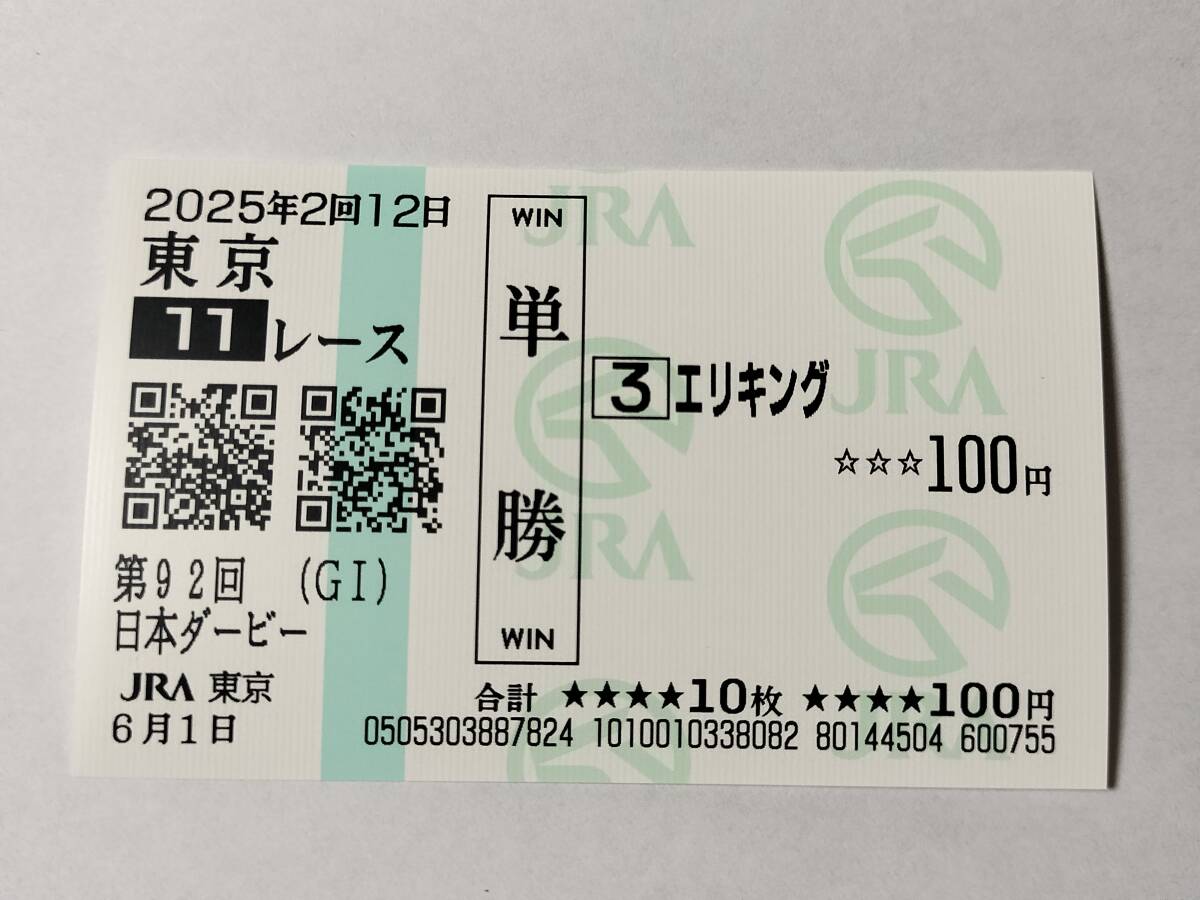 2025年2回12日
東京
11レース
第92回 (GI)
日本ダービー
JRA 東京
6月1日
WIN
単勝
WIN
3 エリキング
☆☆☆100円
合計 ★★★★10枚 ★★★★100円
0505303887824 1010010338082 80144504 600755
JRA
JRA
JRA
JRA